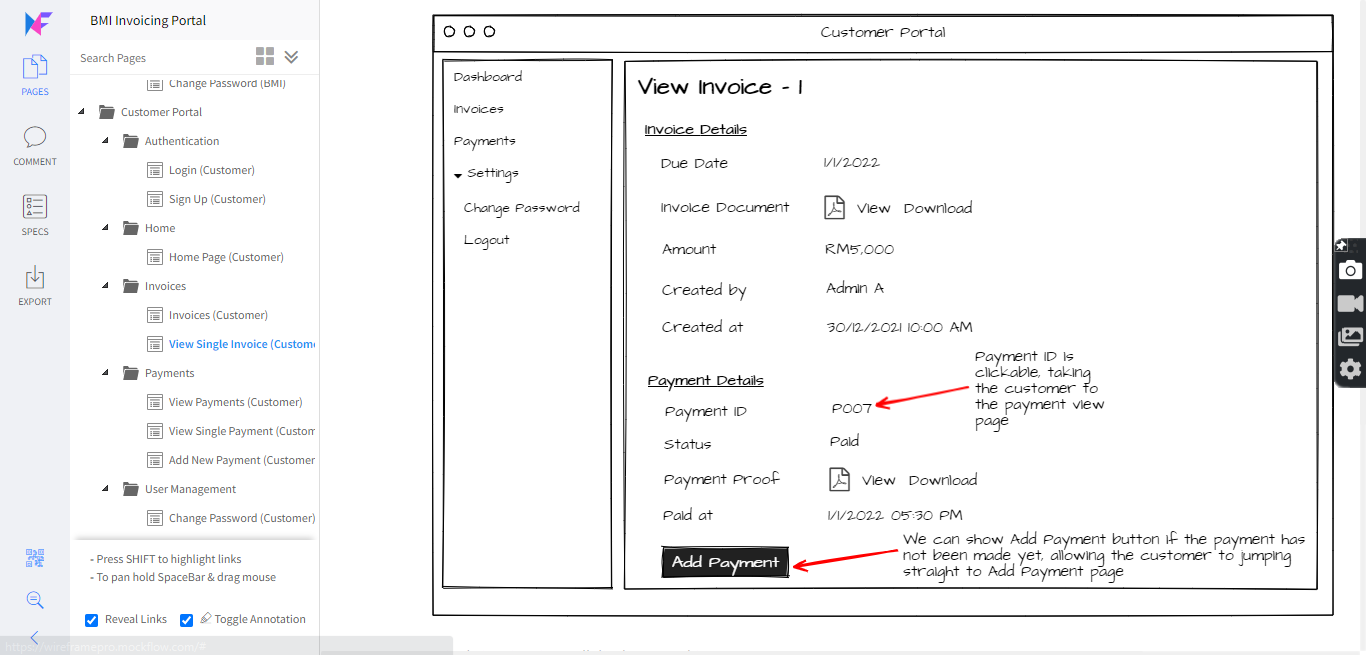 BMI Invoicing Portal
Search Pages
PAGES
COMMENT
SPECS
EXPORT
Change Password (BMI)
Customer Portal
Authentication
Login (Customer)
Sign Up (Customer)
Home
Home Page (Customer)
Invoices
Invoices (Customer)
View Single Invoice (Custome
Payments
View Payments (Customer)
View Single Payment (Custom
Add New Payment (Customer
User Management
Change Password (Customer)
- Press SHIFT to highlight links
- To pan hold SpaceBar & drag mouse
Reveal Links
Toggle Annotation
https://wireframepro.mockflow.com/#
Customer Portal
Dashboard
Invoices
Payments
Settings
Change Password
Logout
View Invoice - 1
Invoice Details
Due Date 1/1/2022
Invoice Document View Download
Amount RM5,000
Created by Admin A
Created at 30/12/2021 10:00 AM
Payment Details
Payment ID P007
Status Paid
Payment Proof View Download
Paid at 1/1/2022 05:30 PM
Add Payment
Payment ID is
clickable, taking
the customer to
the payment view
page
We can show Add Payment button if the payment has
not been made yet, allowing the customer to jumping
straight to Add Payment page